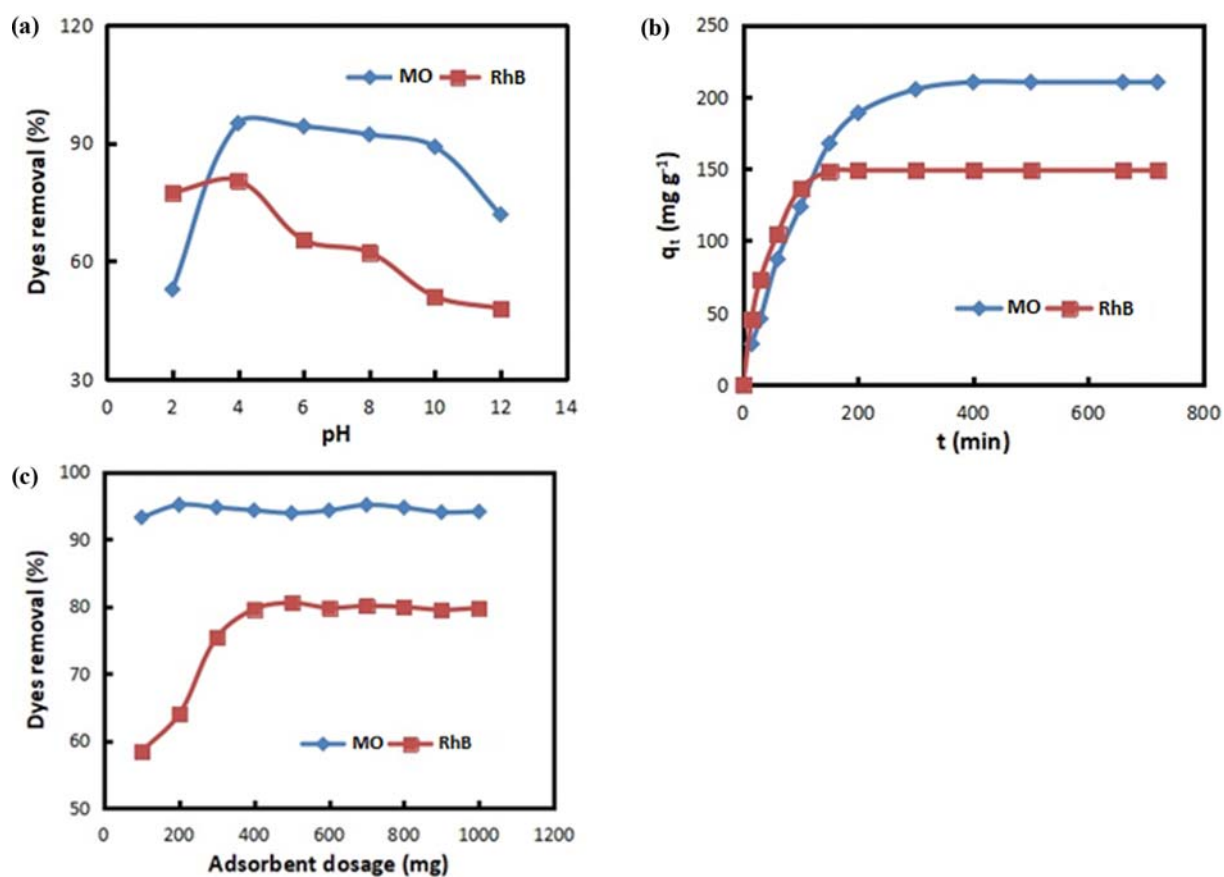 (a)
120
90
60
30
Dyes removal (%)
MO RhB
0 2 4 6 8 10 12 14
pH
(b)
250
200
150
100
50
0
qₜ (mg g⁻¹)
MO RhB
0 200 400 600 800
t (min)
(c)
100
90
80
70
60
50
Dyes removal (%)
MO RhB
0 200 400 600 800 1000 1200
Adsorbent dosage (mg)